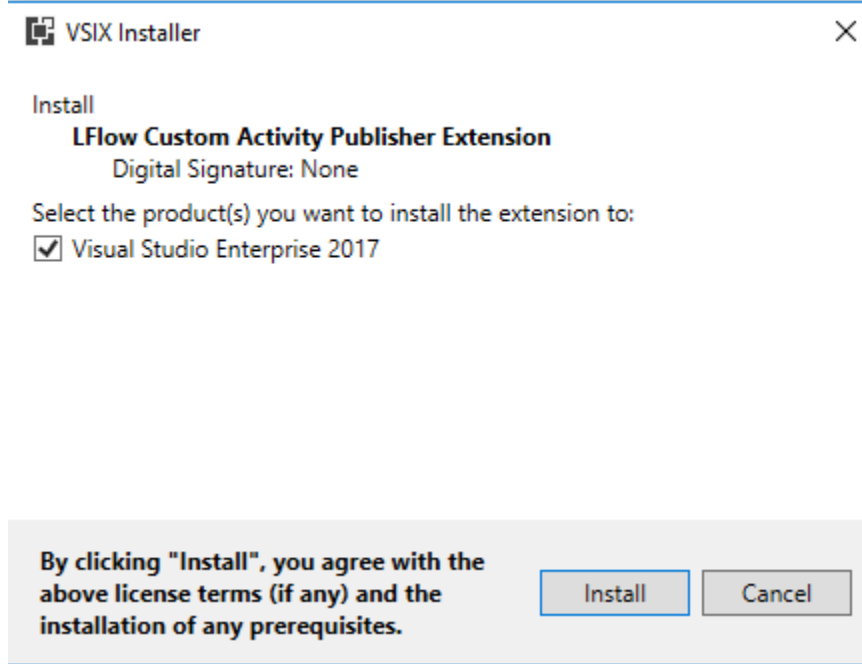 VSIX Installer
Install
LFlow Custom Activity Publisher Extension
Digital Signature: None
Select the product(s) you want to install the extension to:
Visual Studio Enterprise 2017
By clicking "Install", you agree with the
above license terms (if any) and the
installation of any prerequisites.
Install Cancel